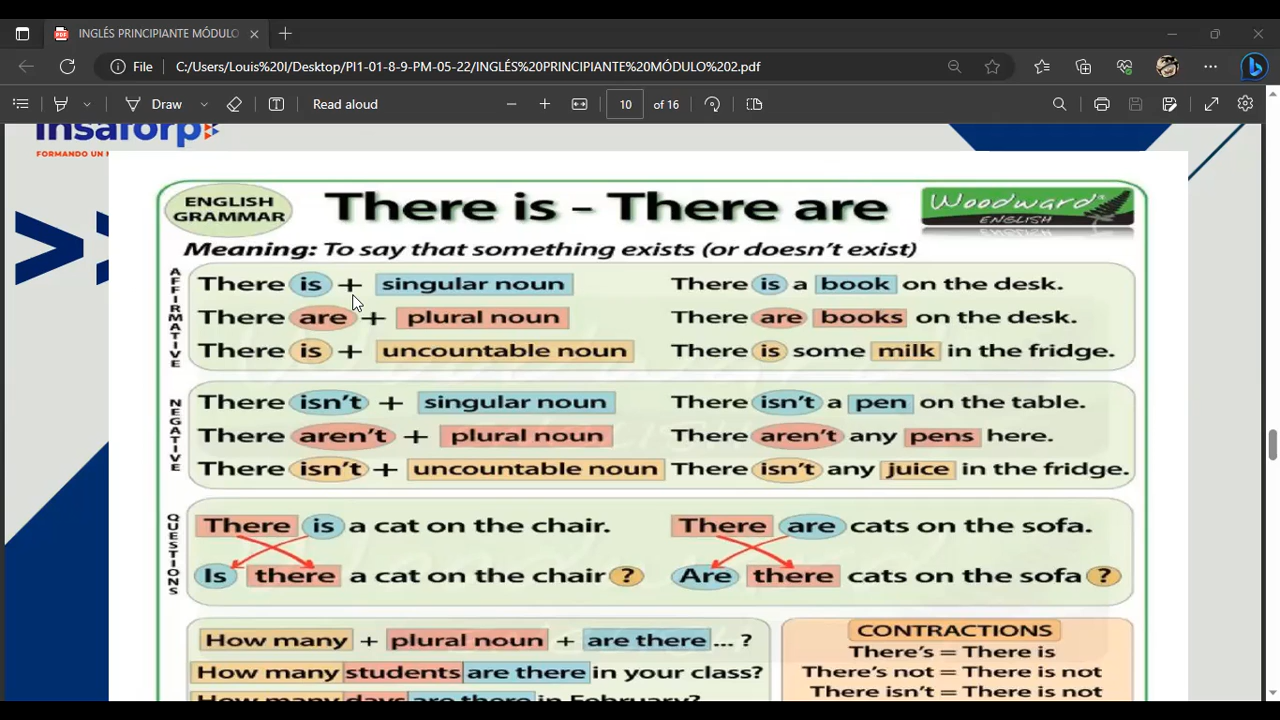 INGLÉS PRINCIPIANTE MÓDULO
File C:/Users/Louis%20I/Desktop/PI1-01-8-9-PM-05-22/INGLÉS%20PRINCIPIANTE%20MÓDULO%202.pdf
Draw Read aloud 10 of 16
insaforp
ENGLISH GRAMMAR
There is - There are
Woodward®
ENGLISH
Meaning: To say that something exists (or doesn't exist)
AFFIRMATIVE
There is + singular noun There is a book on the desk.
There are + plural noun There are books on the desk.
There is + uncountable noun There is some milk in the fridge.
NEGATIVE
There isn't + singular noun There isn't a pen on the table.
There aren't + plural noun There aren't any pens here.
There isn't + uncountable noun There isn't any juice in the fridge.
QUESTIONS
There is a cat on the chair. There are cats on the sofa.
Is there a cat on the chair ? Are there cats on the sofa ?
How many + plural noun + are there ... ?
How many students are there in your class?
How many days are there in February?
CONTRACTIONS
There's = There is
There's not = There is not
There isn't = There is not